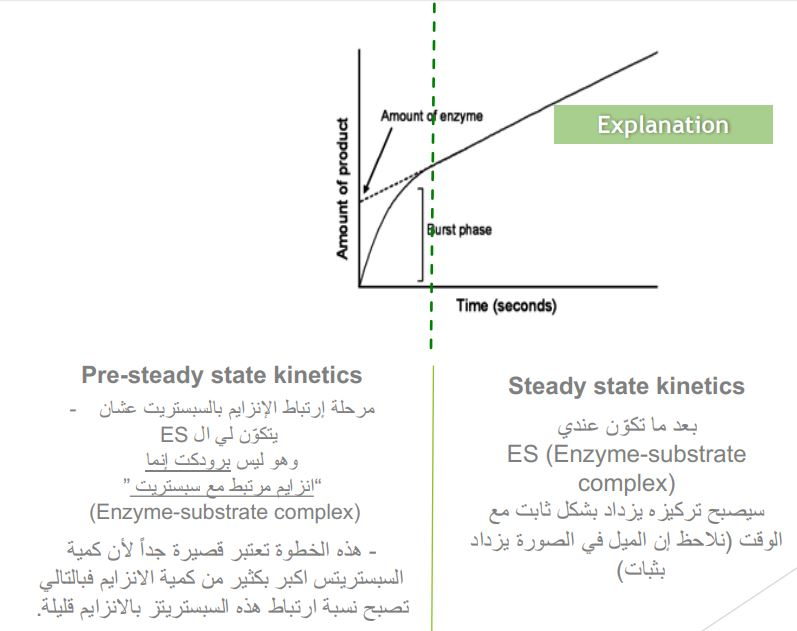 Amount of enzyme
Explanation
Amount of product
Burst phase
Time (seconds)
Pre-steady state kinetics
- مرحلة إرتباط الإنزايم بالسبستريت عشان
يتكوّن لي ال ES
وهو ليس برودكت إنما
“انزايم مرتبط مع سبستريت ”
(Enzyme-substrate complex)
- هذه الخطوة تعتبر قصيرة جداً لأن كمية
السبستريتس اكبر بكثير من كمية الانزايم فبالتالي
تصبح نسبة ارتباط هذه السبستريتز بالانزايم قليلة.
Steady state kinetics
بعد ما تكوّن عندي
ES (Enzyme-substrate
complex)
سيصبح تركيزه يزداد بشكل ثابت مع
الوقت (نلاحظ إن الميل في الصورة يزداد
بثبات)